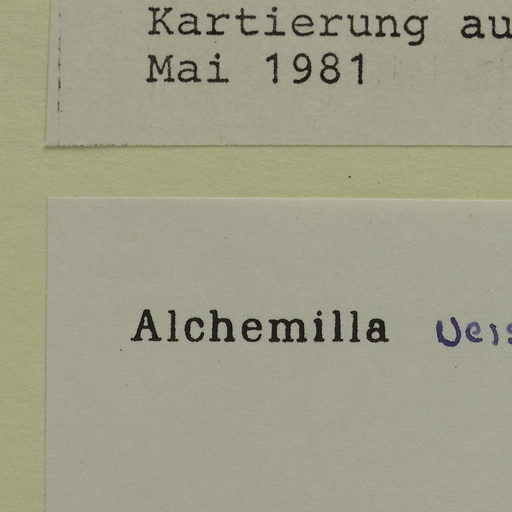 Kartierung au
Mai 1981
Alchemilla